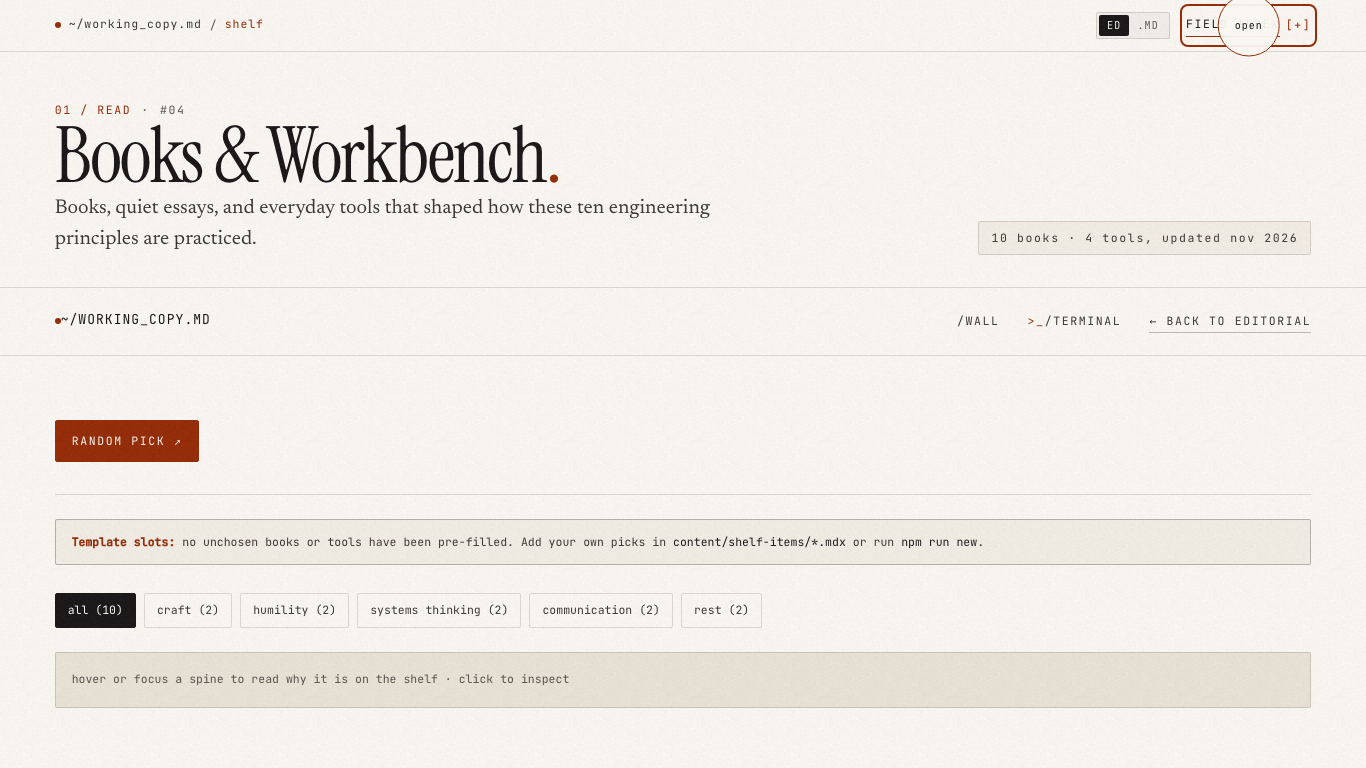 ~/working_copy.md / shelf
ED .MD
open [+]
01 / READ · #04
Books & Workbench.
Books, quiet essays, and everyday tools that shaped how these ten engineering
principles are practiced.
10 books · 4 tools, updated nov 2026
~/WORKING_COPY.MD
/WALL >_/TERMINAL ← BACK TO EDITORIAL
RANDOM PICK ↗
Template slots: no unchosen books or tools have been pre-filled. Add your own picks in content/shelf-items/*.mdx or run npm run new.
all (10) craft (2) humility (2) systems thinking (2) communication (2) rest (2)
hover or focus a spine to read why it is on the shelf · click to inspect